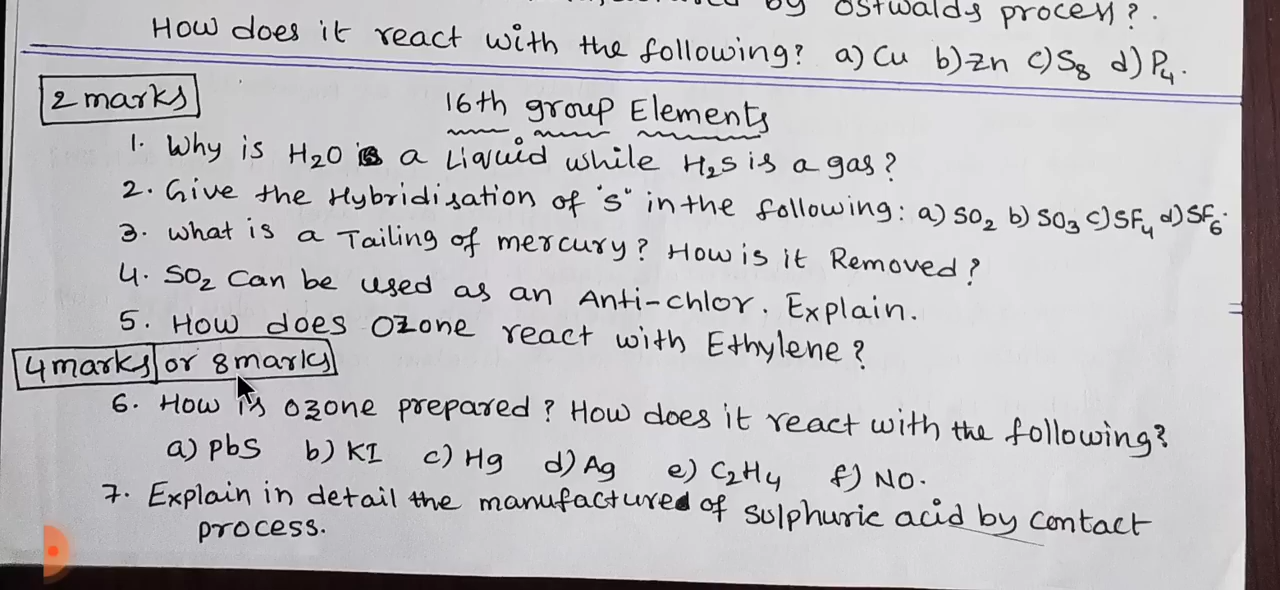 by Ostwalds process?.
How does it react with the following? a) Cu b) Zn c) S8 d) P4.
2 marks
16th group Elements
1. Why is H2O is a Liquid while H2S is a gas?
2. Give the Hybridisation of "S" in the following: a) SO2 b) SO3 c) SF4 d) SF6.
3. What is a Tailing of mercury? How is it Removed?
4. SO2 can be used as an Anti-chlor. Explain.
5. How does Ozone react with Ethylene?
4 marks or 8 marks
6. How is ozone prepared? How does it react with the following?
a) PbS b) KI c) Hg d) Ag e) C2H4 f) NO.
7. Explain in detail the manufactured of sulphuric acid by contact
process.